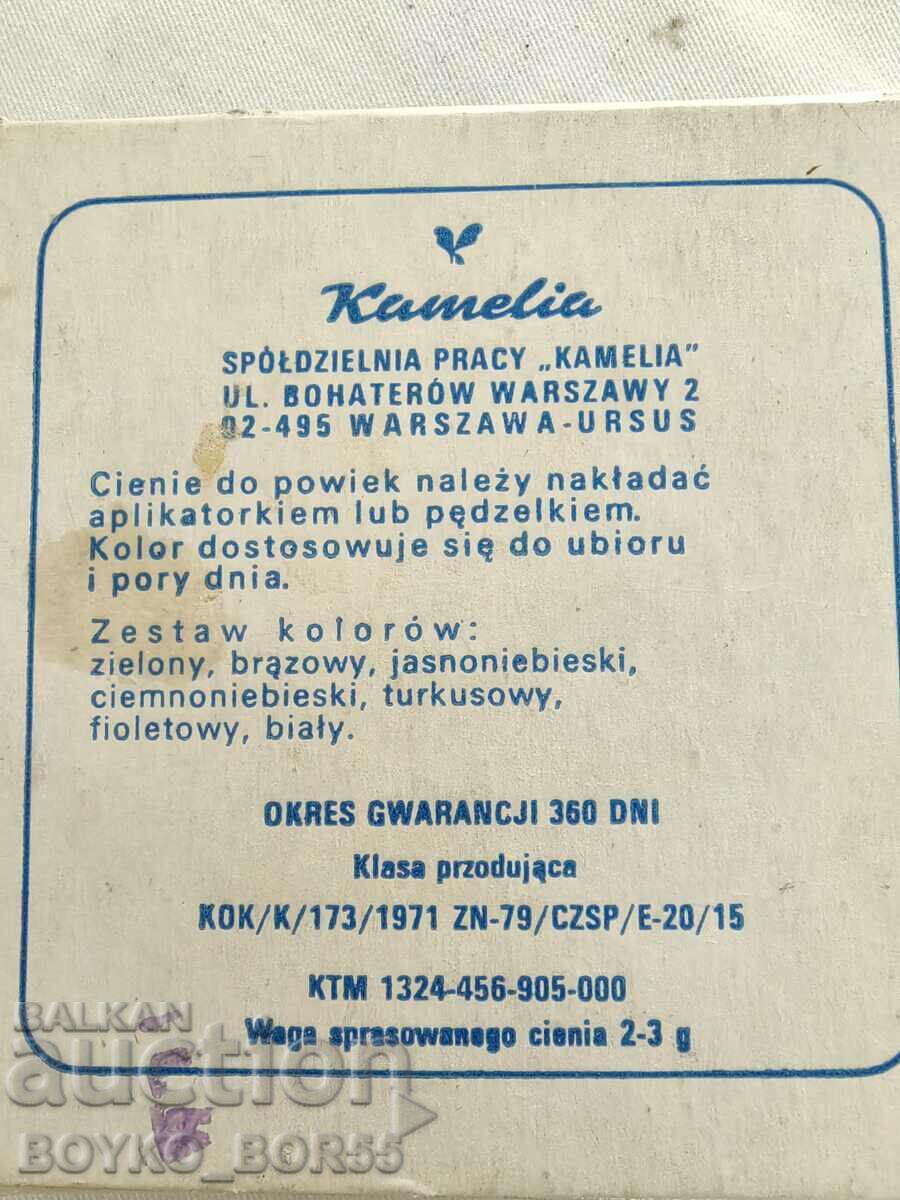 Kamelia
SPÓŁDZIELNIA PRACY „KAMELIA”
UL. BOHATERÓW WARSZAWY 2
02-495 WARSZAWA-URSUS
Cienie do powiek należy nakładać
aplikatorkiem lub pędzelkiem.
Kolor dostosowuje się do ubioru
i pory dnia.
Zestaw kolorów:
zielony, brązowy, jasnoniebieski,
ciemnoniebieski, turkusowy,
fioletowy, biały.
OKRES GWARANCJI 360 DNI
Klasa przodująca
KOK/K/173/1971 ZN-79/CZSP/E-20/15
KTM 1324-456-905-000
Waga sprasowanego cienia 2-3 g
BALKAN
auction
BOYKO_BOR55